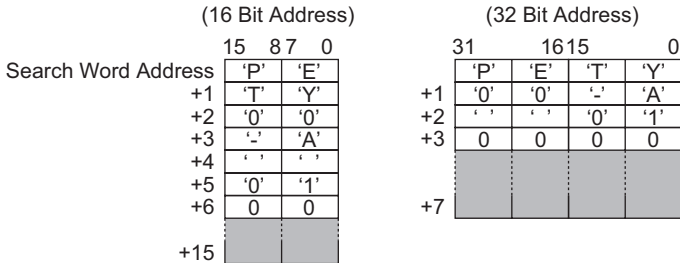 (16 Bit Address) (32 Bit Address)
15 8 7 0 31 16 15 0
Search Word Address 'P' 'E' 'P' 'E' 'T' 'Y'
+1 'T' 'Y' +1 '0' '0' '-' 'A'
+2 '0' '0' +2 ' ' ' ' '0' '1'
+3 '-' 'A' +3 0 0 0 0
+4 ' ' ' '
+5 '0' '1'
+6 0 0 +7
+15